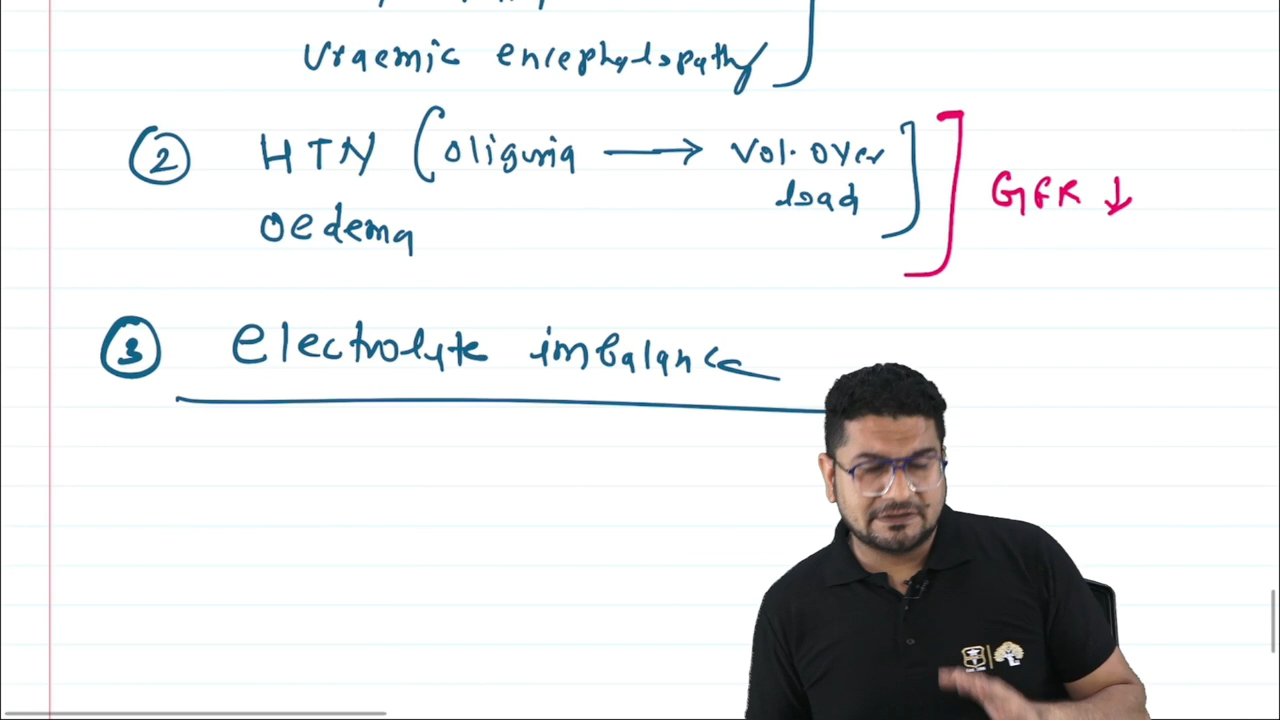 Uraemic encephalopathy
② HTN (oliguria → Vol. over load]
oedema
GFR ↓
③ electrolyte imbalance